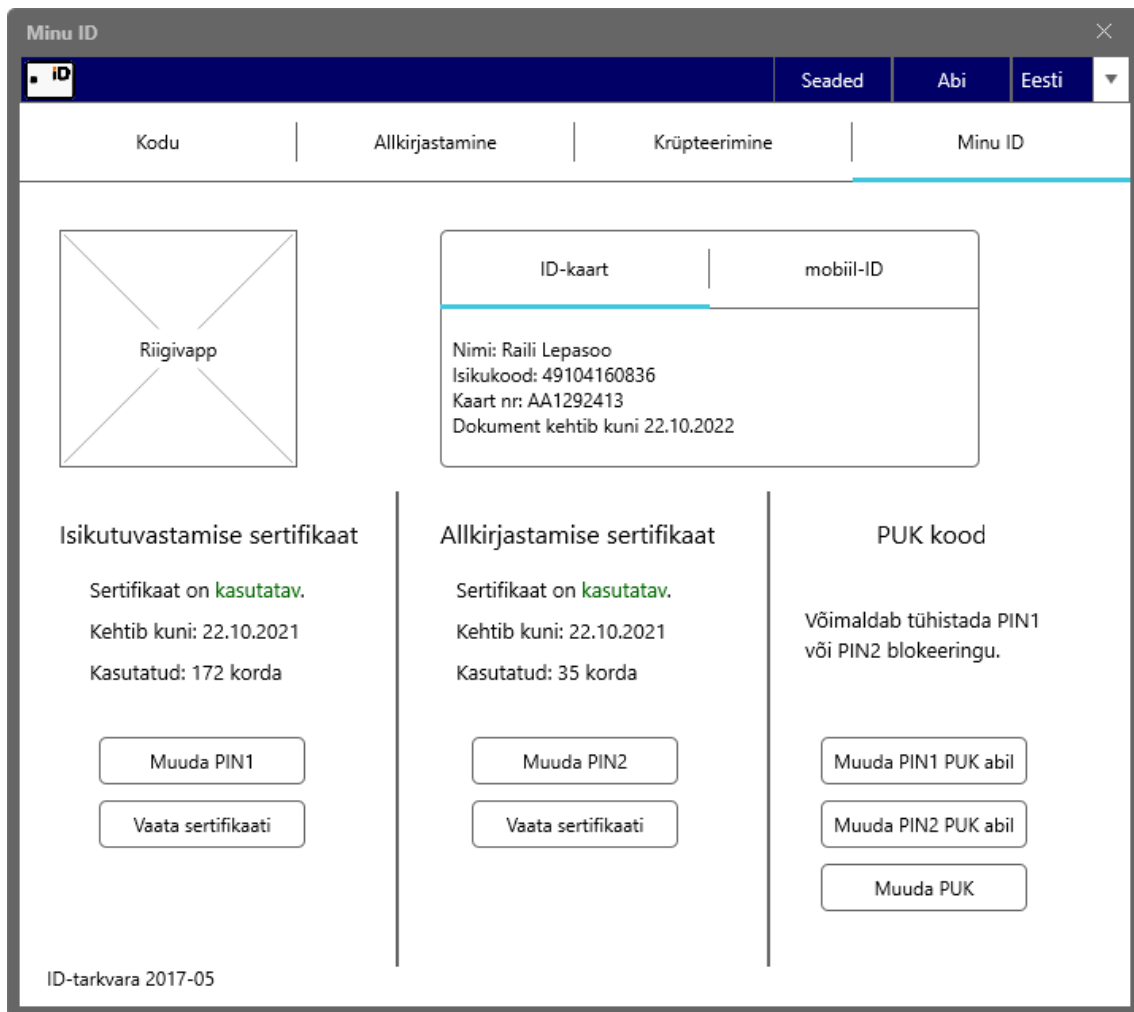 Minu ID
iD
Seaded
Abi
Eesti
Kodu
Allkirjastamine
Krüpteerimine
Minu ID
Riigivapp
ID-kaart
mobiil-ID
Nimi: Raili Lepasoo
Isikukood: 49104160836
Kaart nr: AA1292413
Dokument kehtib kuni 22.10.2022
Isikutuvastamise sertifikaat
Sertifikaat on kasutatav.
Kehtib kuni: 22.10.2021
Kasutatud: 172 korda
Muuda PIN1
Vaata sertifikaati
Allkirjastamise sertifikaat
Sertifikaat on kasutatav.
Kehtib kuni: 22.10.2021
Kasutatud: 35 korda
Muuda PIN2
Vaata sertifikaati
PUK kood
Võimaldab tühistada PIN1
või PIN2 blokeeringu.
Muuda PIN1 PUK abil
Muuda PIN2 PUK abil
Muuda PUK
ID-tarkvara 2017-05